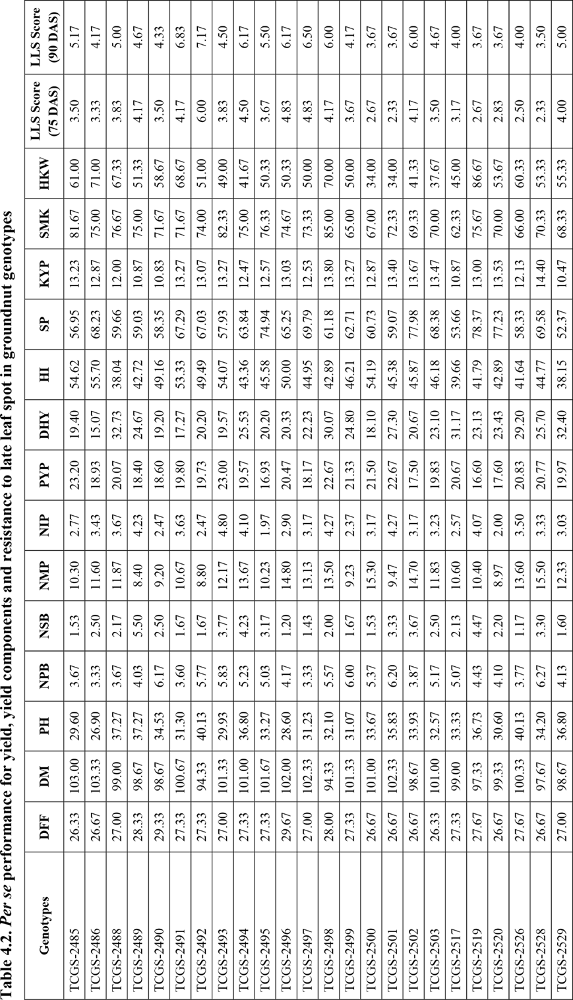 Table 4.2. Per se performance for yield, yield components and resistance to late leaf spot in groundnut genotypes
Genotypes DFF DM PH NPB NSB NMP NIP PYP DHY HI SP KYP SMK HKW LLS Score (75 DAS) LLS Score (90 DAS)
TCGS-2485 26.33 103.00 29.60 3.67 1.53 10.30 2.77 23.20 19.40 54.62 56.95 13.23 81.67 61.00 3.50 5.17
TCGS-2486 26.67 103.33 26.90 3.33 2.50 11.60 3.43 18.93 15.07 55.70 68.23 12.87 75.00 71.00 3.33 4.17
TCGS-2488 27.00 99.00 37.27 3.67 2.17 11.87 3.67 20.07 32.73 38.04 59.66 12.00 76.67 67.33 3.83 5.00
TCGS-2489 28.33 98.67 37.27 4.03 5.50 8.40 4.23 18.40 24.67 42.72 59.03 10.87 75.00 51.33 4.17 4.67
TCGS-2490 29.33 98.67 34.53 6.17 2.50 9.20 2.47 18.60 19.20 49.16 58.35 10.83 71.67 58.67 3.50 4.33
TCGS-2491 27.33 100.67 31.30 3.60 1.67 10.67 3.63 19.80 17.27 53.33 67.29 13.27 71.67 68.67 4.17 6.83
TCGS-2492 27.33 94.33 40.13 5.77 1.67 8.80 2.47 19.73 20.20 49.49 67.03 13.07 74.00 51.00 6.00 7.17
TCGS-2493 27.00 101.33 29.93 5.83 3.77 12.17 4.80 23.00 19.57 54.07 57.93 13.27 82.33 49.00 3.83 4.50
TCGS-2494 27.33 101.00 36.80 5.23 4.23 13.67 4.10 19.57 25.53 43.36 63.84 12.47 75.00 41.67 4.50 6.17
TCGS-2495 27.33 101.67 33.27 5.03 3.17 10.23 1.97 16.93 20.20 45.58 74.94 12.57 76.33 50.33 3.67 5.50
TCGS-2496 29.67 102.00 28.60 4.17 1.20 14.80 2.90 20.47 20.33 50.00 65.25 13.03 74.67 50.33 4.83 6.17
TCGS-2497 27.00 102.33 31.23 3.33 1.43 13.13 3.17 18.17 22.23 44.95 69.79 12.53 73.33 50.00 4.83 6.50
TCGS-2498 28.00 94.33 32.10 5.57 2.00 13.50 4.27 22.67 30.07 42.89 61.18 13.80 85.00 70.00 4.17 6.00
TCGS-2499 27.33 101.33 31.07 6.00 1.67 9.23 2.37 21.33 24.80 46.21 62.71 13.27 65.00 50.00 3.67 4.17
TCGS-2500 26.67 101.00 33.67 5.37 1.53 15.30 3.17 21.50 18.10 54.19 60.73 12.87 67.00 34.00 2.67 3.67
TCGS-2501 26.67 102.33 35.83 6.20 3.33 9.47 4.27 22.67 27.30 45.38 59.07 13.40 72.33 34.00 2.33 3.67
TCGS-2502 26.67 98.67 33.93 3.87 3.67 14.70 3.17 17.50 20.67 45.87 77.98 13.67 69.33 41.33 4.17 6.00
TCGS-2503 26.33 101.00 32.57 5.17 2.50 11.83 3.23 19.83 23.10 46.18 68.38 13.47 70.00 37.67 3.50 4.67
TCGS-2517 27.33 99.00 33.33 5.07 2.13 10.60 2.57 20.67 31.17 39.66 53.66 10.87 62.33 45.00 3.17 4.00
TCGS-2519 27.67 97.33 36.73 4.43 4.47 10.40 4.07 16.60 23.13 41.79 78.37 13.00 75.67 86.67 2.67 3.67
TCGS-2520 26.67 99.33 30.60 4.10 2.20 8.97 2.00 17.60 23.43 42.89 77.23 13.53 70.00 53.67 2.83 3.67
TCGS-2526 27.67 100.33 40.13 3.77 1.17 13.60 3.50 20.83 29.20 41.64 58.33 12.13 66.00 60.33 2.50 4.00
TCGS-2528 26.67 97.67 34.20 6.27 3.30 15.50 3.33 20.77 25.70 44.77 69.58 14.40 70.33 53.33 2.33 3.50
TCGS-2529 27.00 98.67 36.80 4.13 1.60 12.33 3.03 19.97 32.40 38.15 52.37 10.47 68.33 55.33 4.00 5.00